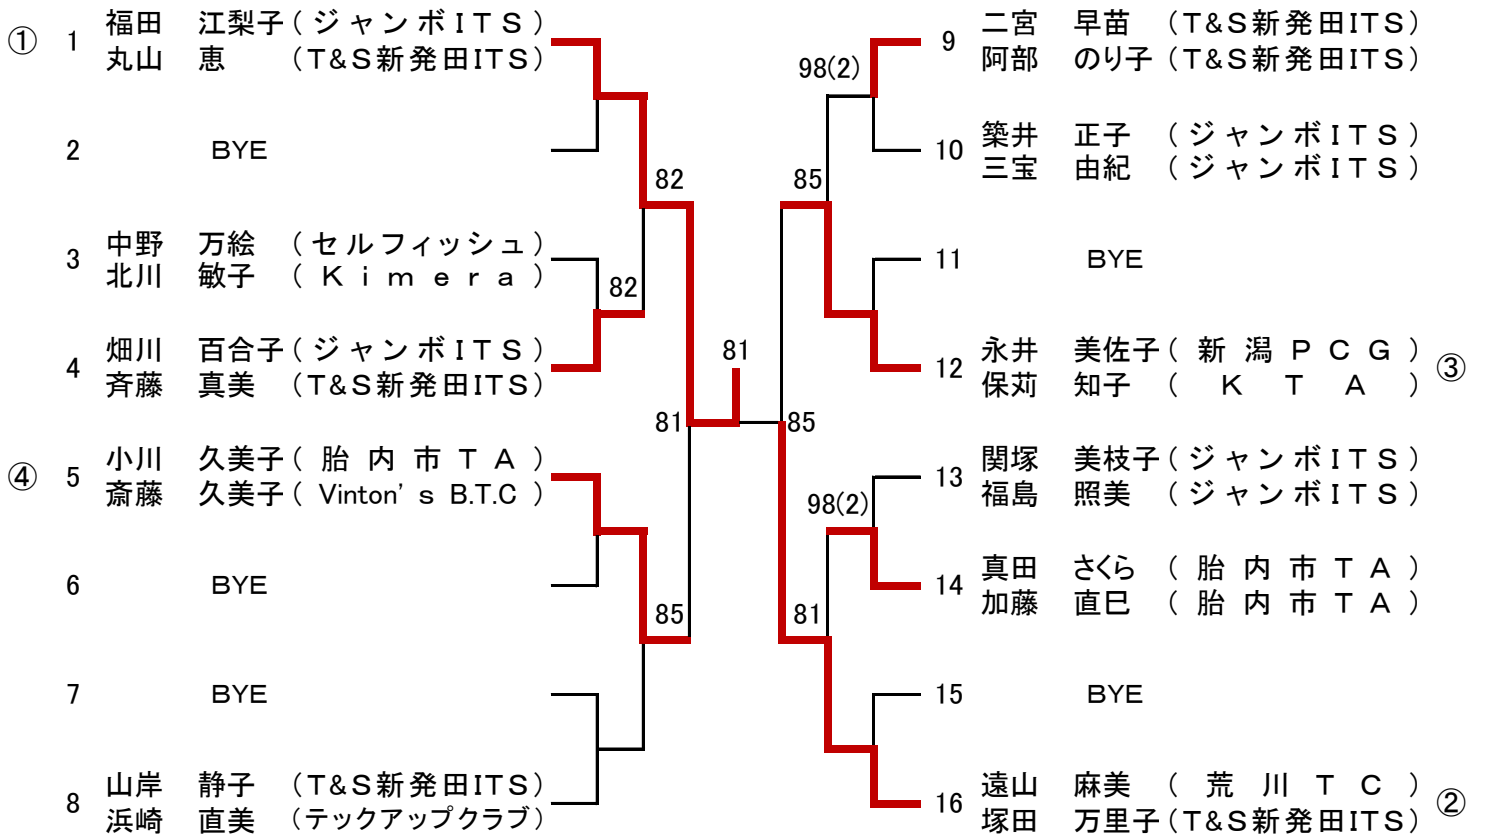 ① 1 福田 江梨子(ジャンボITS)
丸山 恵 (T&S新発田ITS)
2 BYE
3 中野 万絵 (セルフィッシュ)
北川 敏子 (Kimera)
4 畑川 百合子(ジャンボITS)
斉藤 真美 (T&S新発田ITS)
④ 5 小川 久美子(胎内市TA)
斎藤 久美子(Vinton's B.T.C)
6 BYE
7 BYE
8 山岸 静子 (T&S新発田ITS)
浜崎 直美 (テックアップクラブ)
82
82
81
85
81
98(2)
85
85
98(2)
81
9 二宮 早苗 (T&S新発田ITS)
阿部 のり子(T&S新発田ITS)
10 築井 正子 (ジャンボITS)
三宝 由紀 (ジャンボITS)
11 BYE
12 永井 美佐子(新潟PCG) ③
保苅 知子 (KTA)
13 関塚 美枝子(ジャンボITS)
福島 照美 (ジャンボITS)
14 真田 さくら (胎内市TA)
加藤 直巳 (胎内市TA)
15 BYE
16 遠山 麻美 (荒川TC) ②
塚田 万里子(T&S新発田ITS)